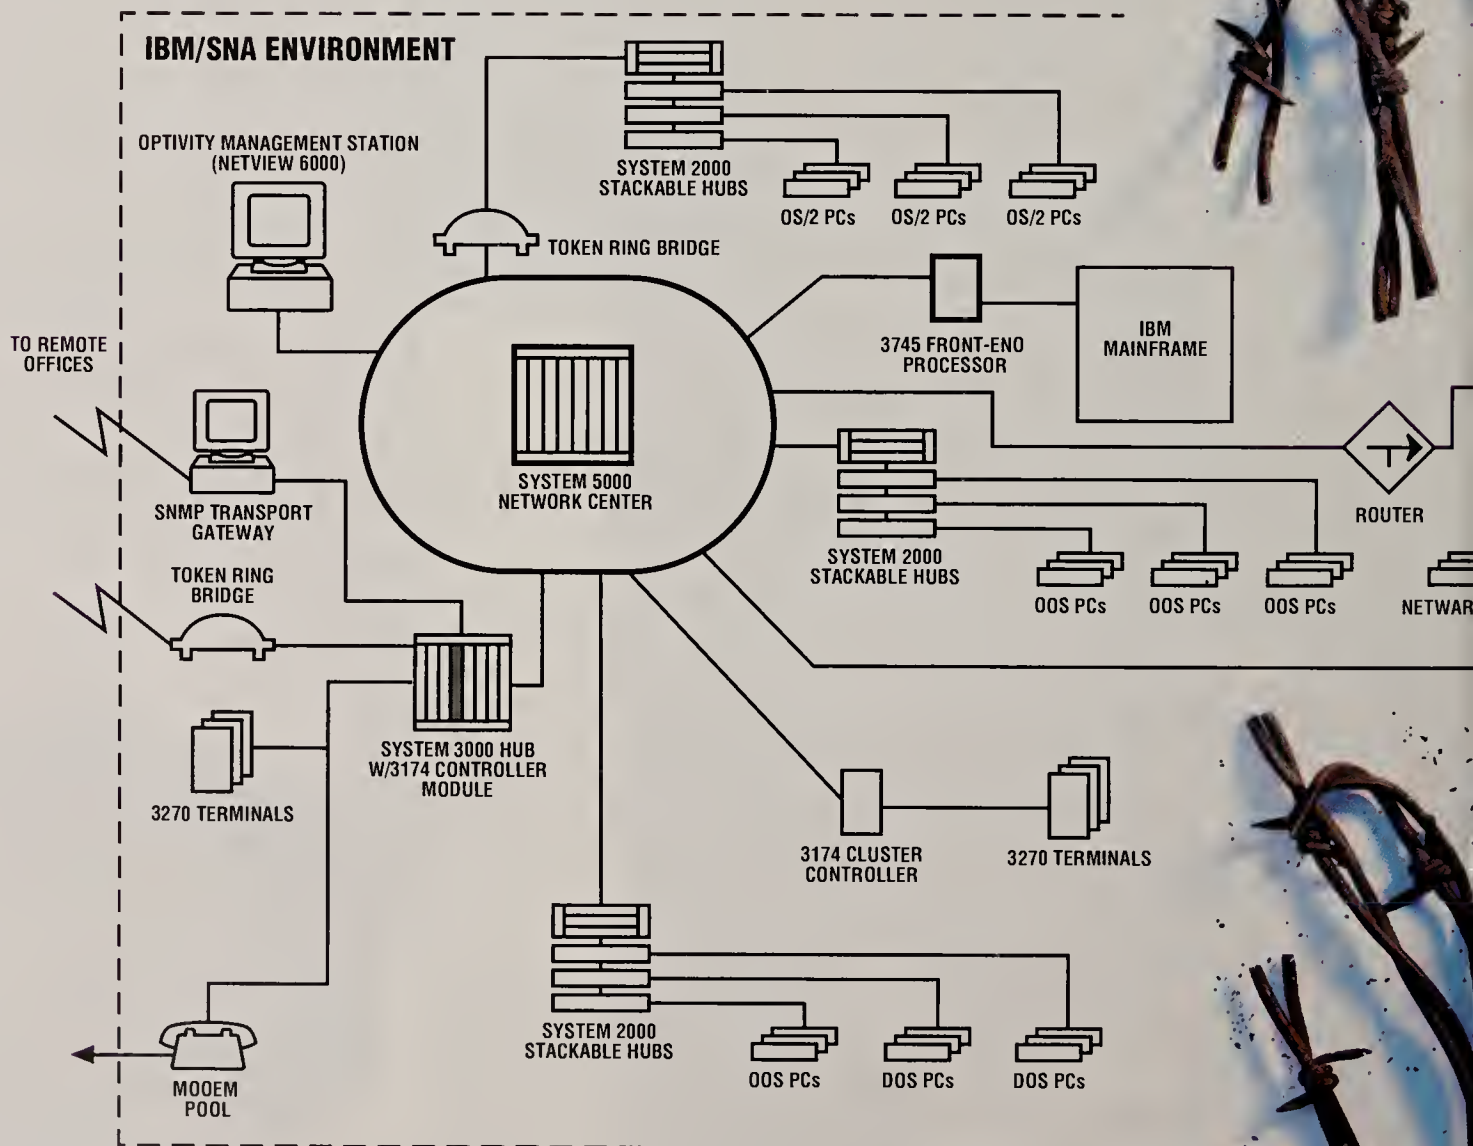 IBM/SNA ENVIRONMENT
OPTIVITY MANAGEMENT STATION
(NETVIEW 6000)
SYSTEM 2000
STACKABLE HUBS
OS/2 PCs
OS/2 PCs
OS/2 PCs
TOKEN RING BRIDGE
TO REMOTE
OFFICES
3745 FRONT-ENO
PROCESSOR
IBM
MAINFRAME
SYSTEM 5000
NETWORK CENTER
SNMP TRANSPORT
GATEWAY
ROUTER
SYSTEM 2000
STACKABLE HUBS
OOS PCs
OOS PCs
OOS PCs
NETWAR
TOKEN RING
BRIDGE
SYSTEM 3000 HUB
W/3174 CONTROLLER
MODULE
3270 TERMINALS
3174 CLUSTER
CONTROLLER
3270 TERMINALS
SYSTEM 2000
STACKABLE HUBS
OOS PCs
DOS PCs
DOS PCs
MOOEM
POOL